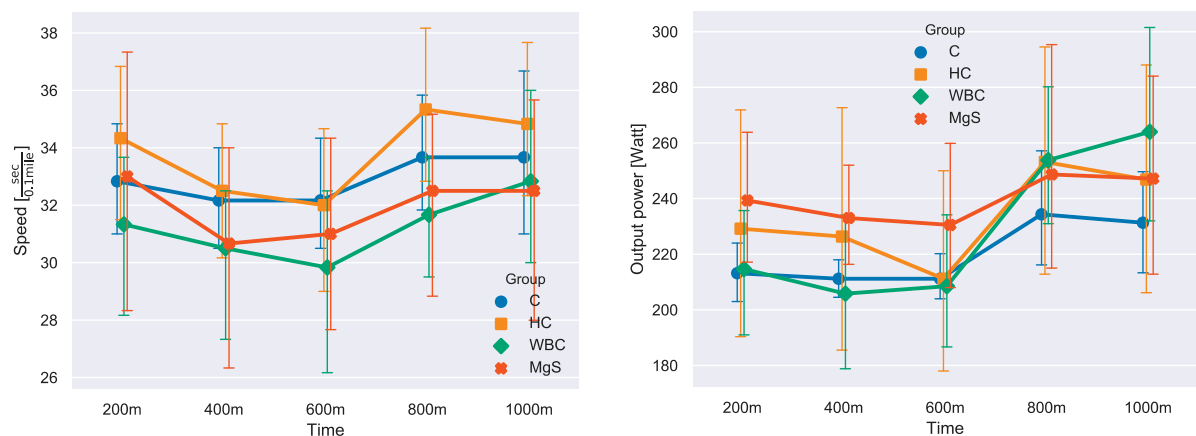 38
36
34
32
30
28
26
Speed [sec/0.1mile]
Group
C
HC
WBC
MgS
200m
400m
600m
800m
1000m
Time
300
280
260
240
220
200
180
Output power [Watt]
Group
C
HC
WBC
MgS
200m
400m
600m
800m
1000m
Time